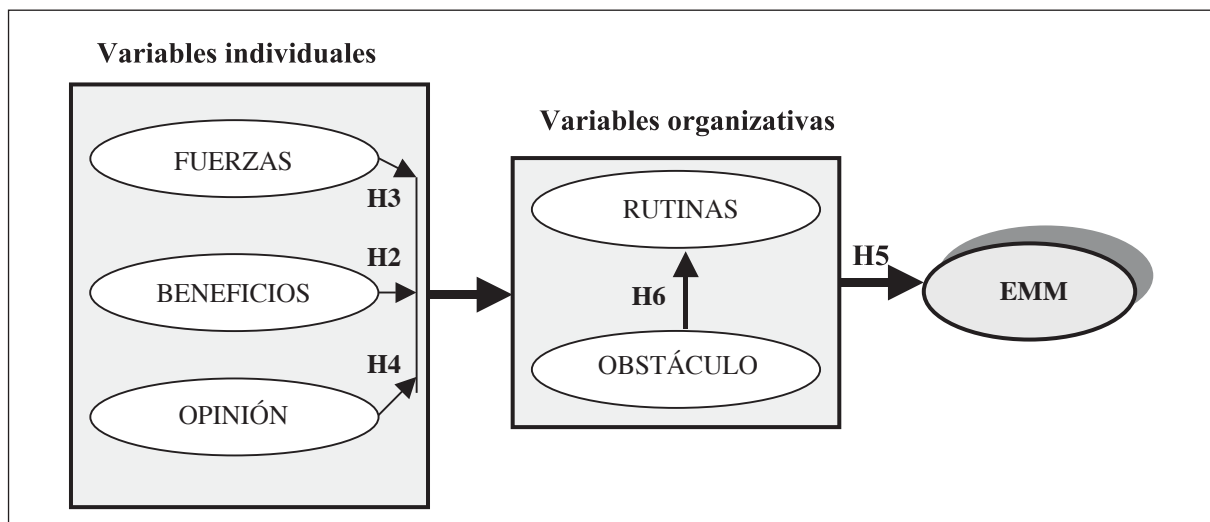 Variables individuales
FUERZAS
H3
H2
BENEFICIOS
H4
OPINIÓN
Variables organizativas
RUTINAS
H6
OBSTÁCULO
H5
EMM